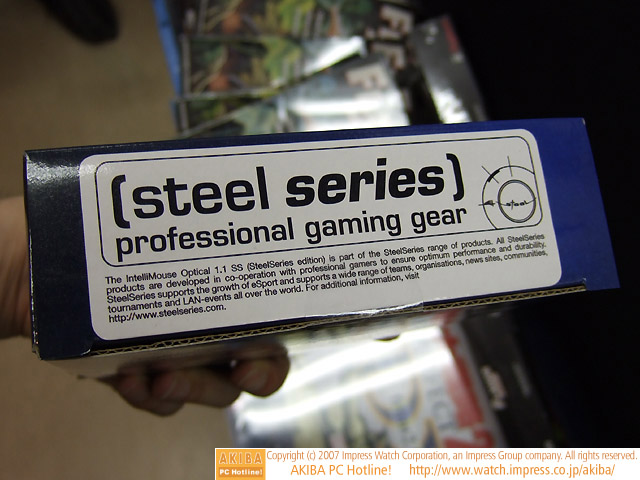 (steel series)
professional gaming gear
steel
The IntelliMouse Optical 1.1 SS (SteelSeries edition) is part of the SteelSeries range of products. All SteelSeries
products are developed in co-operation with professional gamers to ensure optimum performance and durability.
SteelSeries supports the growth of eSport and supports a wide range of teams, organisations, news sites, communities,
tournaments and LAN-events all over the world. For additional information, visit
http://www.steelseries.com.
AKIBA
PC Hotline!
Copyright (c) 2007 Impress Watch Corporation, an Impress Group company. All rights reserved.
AKIBA PC Hotline! http://www.watch.impress.co.jp/akiba/